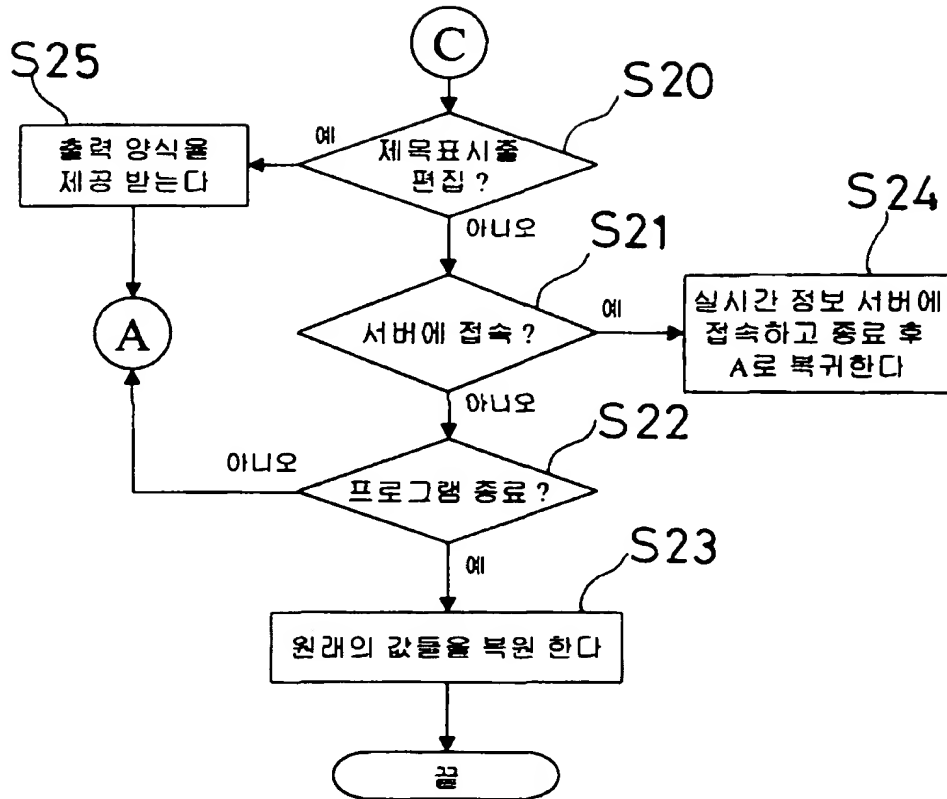 C
S25
S20
예
출력 양식을
제공 받는다
제목표시줄
편집?
아니오
S21
S24
A
서버에 접속?
예
실시간 정보 서버에
접속하고 종료 후
A로 복귀한다
아니오
S22
아니오
프로그램 종료?
예
S23
원래의 값들을 복원 한다
끝